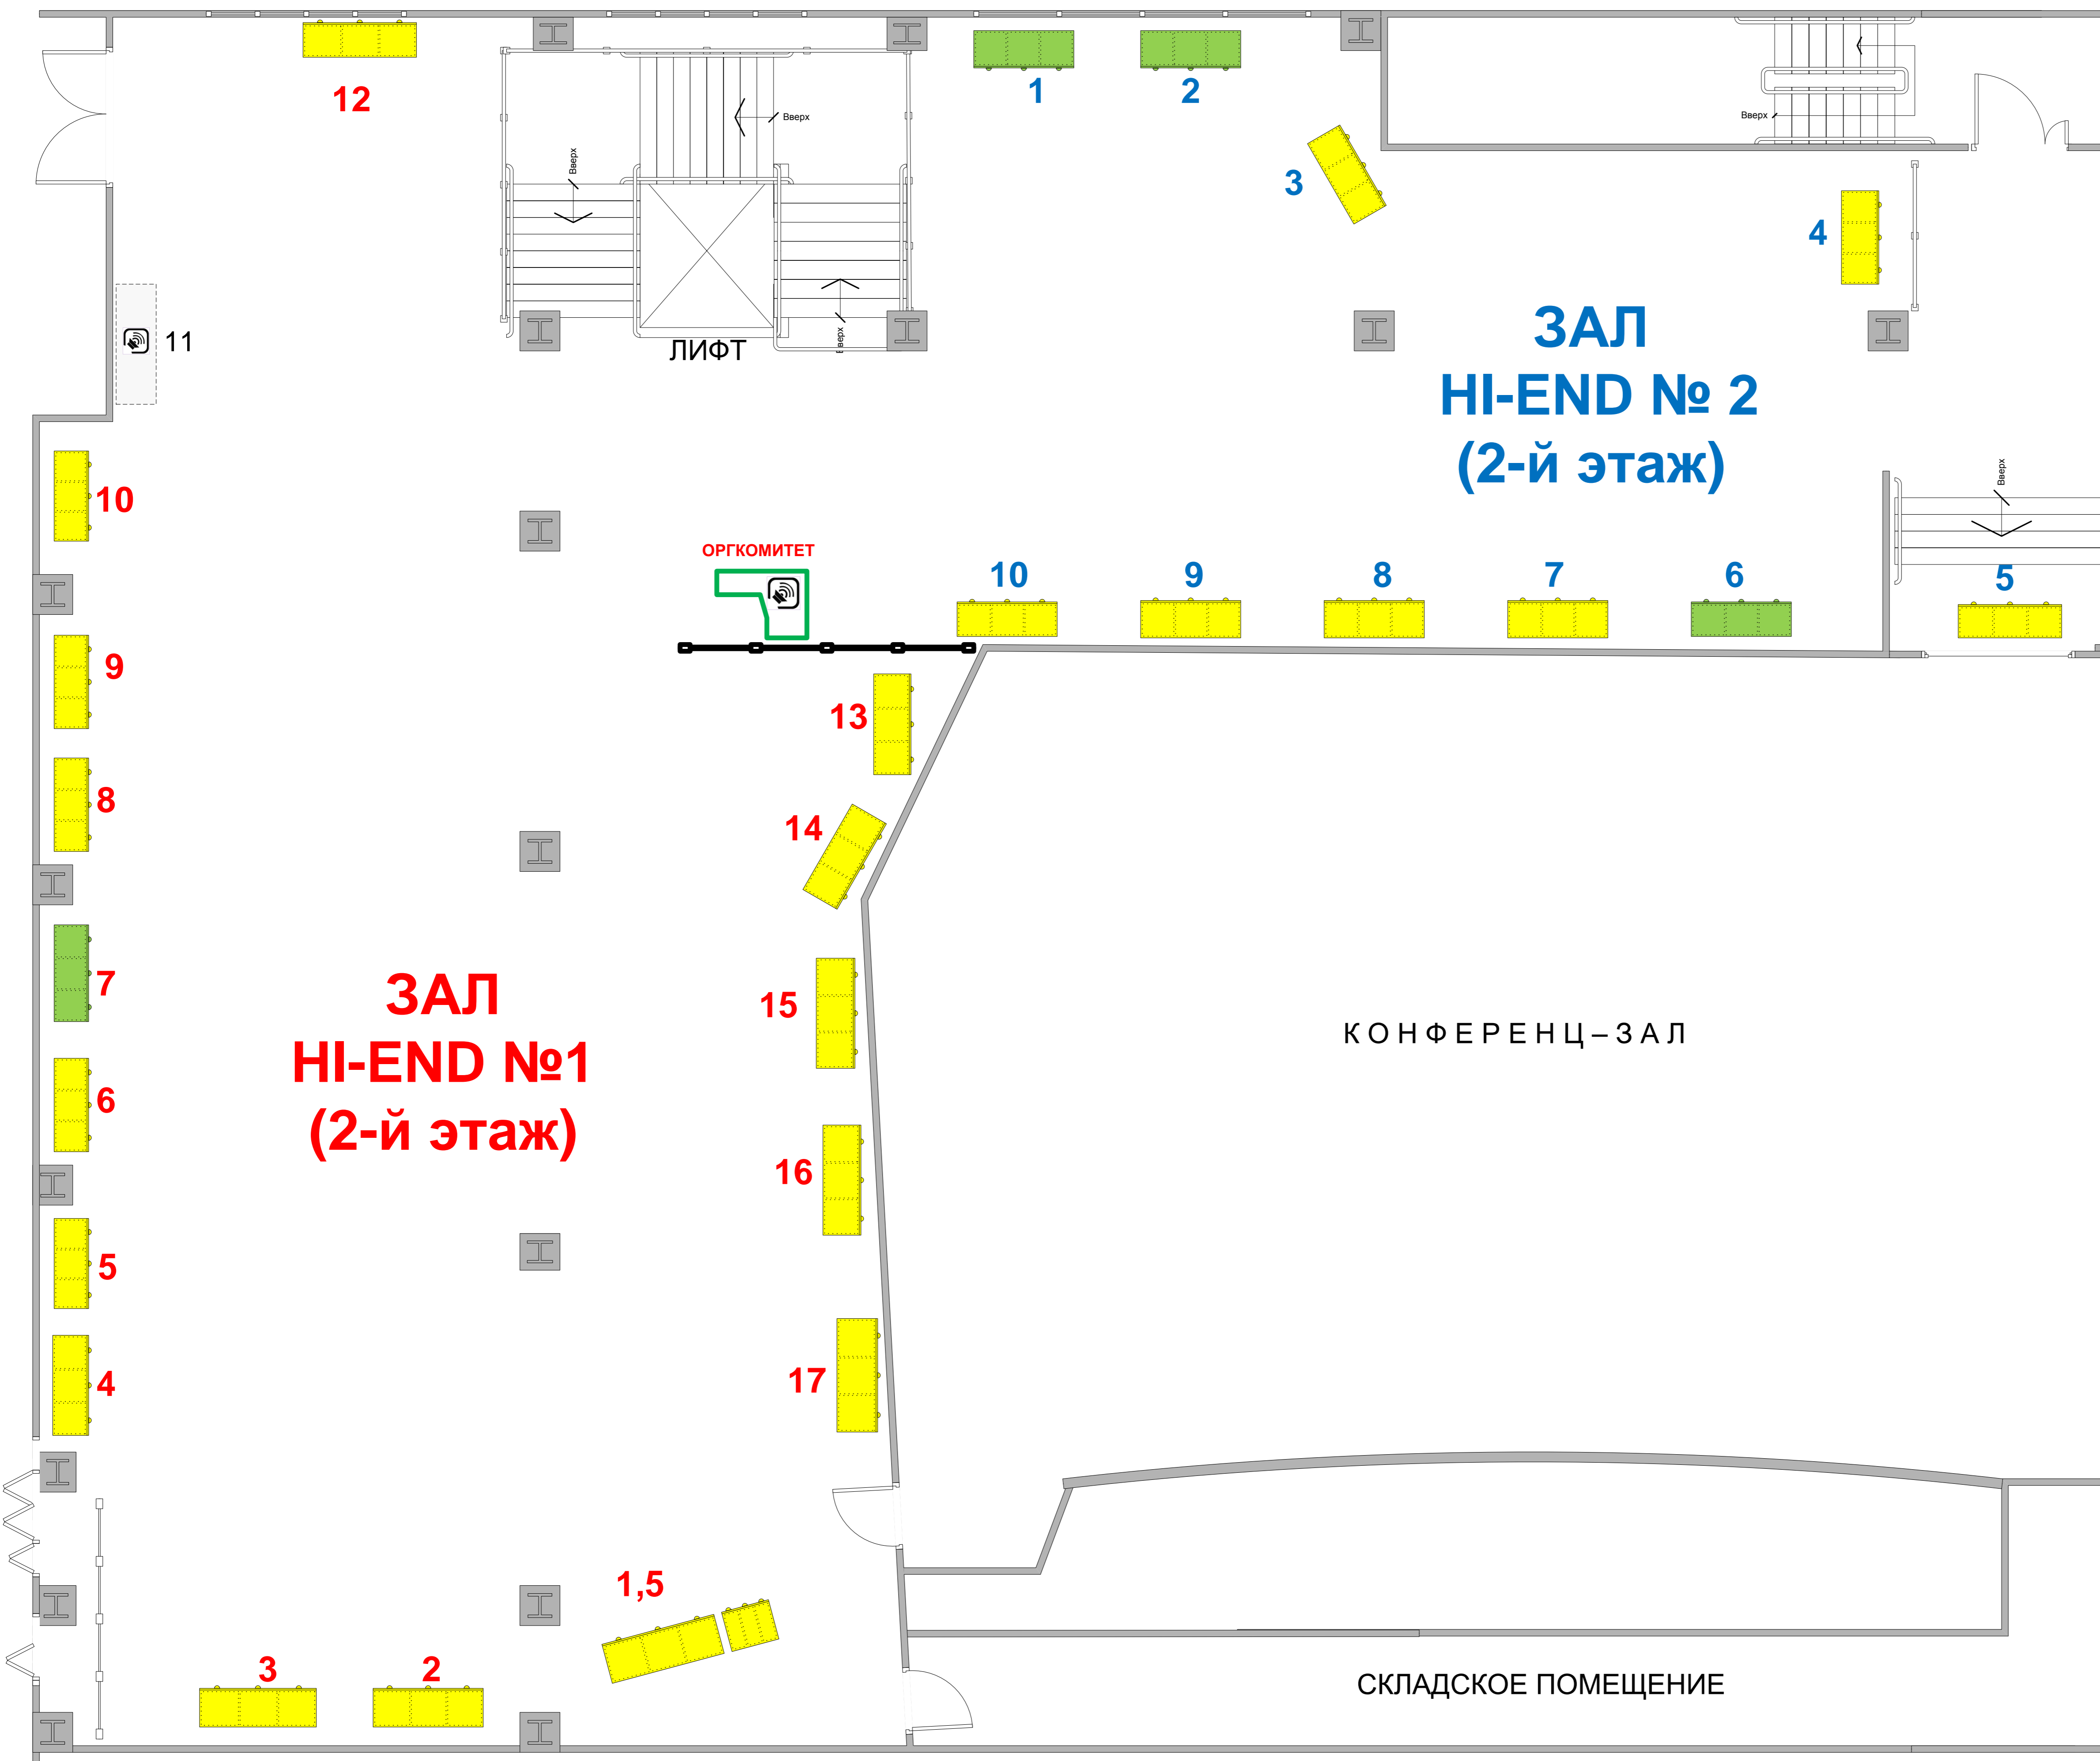 12
1
2
Вверх
Вверх
Вверх
3
4
11
Вверх
ЛИФТ
ЗАЛ
HI-END № 2
(2-й этаж)
10
Вверх
ОРГКОМИТЕТ
10
9
8
7
6
5
9
13
8
14
7
15
ЗАЛ
HI-END №1
(2-й этаж)
КОНФЕРЕНЦ–ЗАЛ
6
16
5
4
17
1,5
3
2
СКЛАДСКОЕ ПОМЕЩЕНИЕ